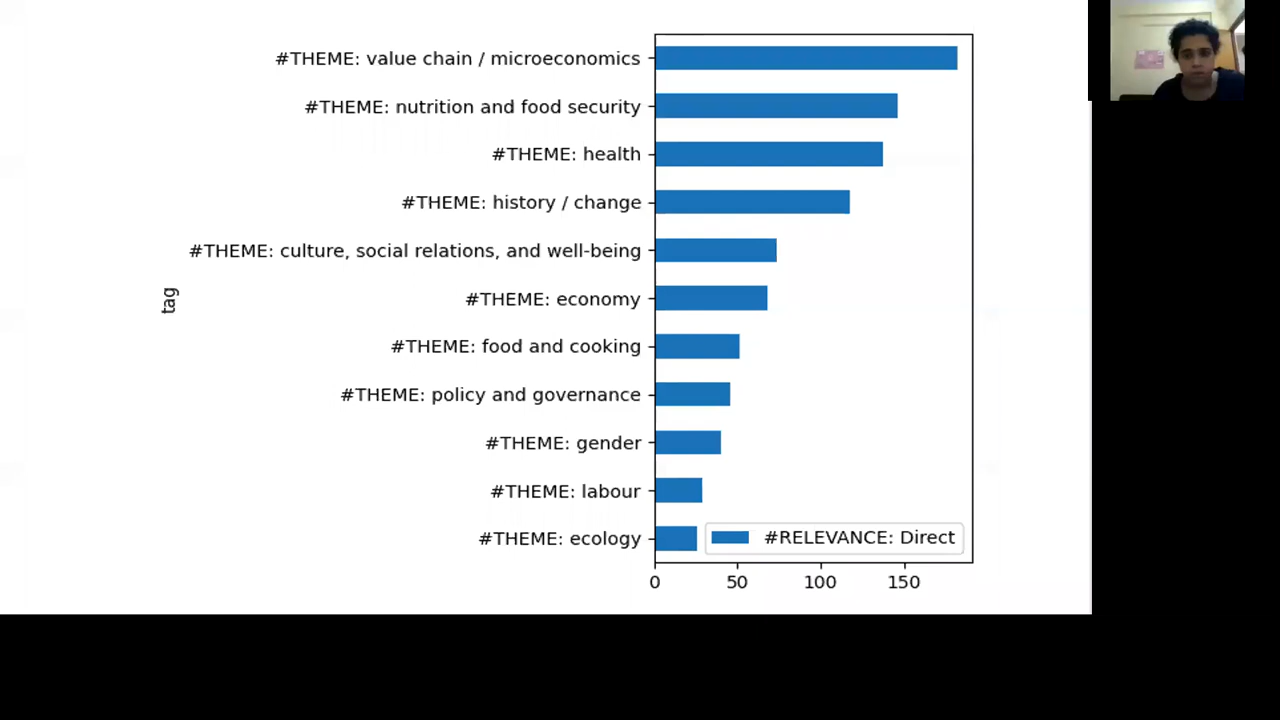 #THEME: value chain / microeconomics
#THEME: nutrition and food security
#THEME: health
#THEME: history / change
#THEME: culture, social relations, and well-being
#THEME: economy
#THEME: food and cooking
#THEME: policy and governance
#THEME: gender
#THEME: labour
#THEME: ecology
tag
#RELEVANCE: Direct
0 50 100 150